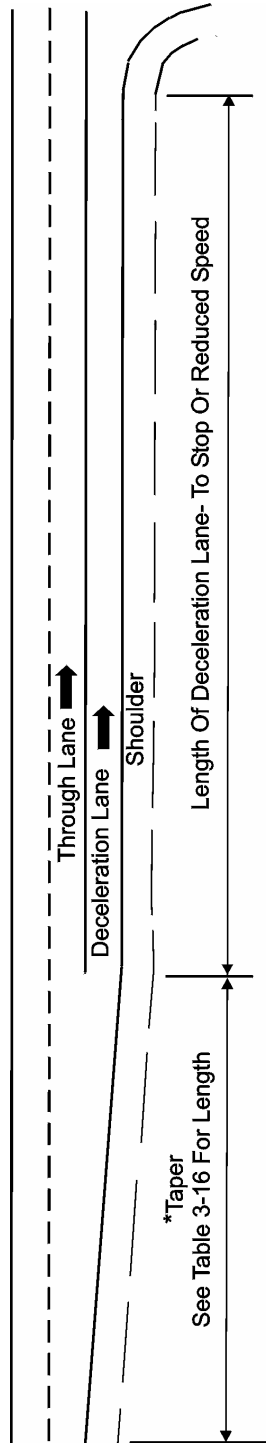 Through Lane
Deceleration Lane
Shoulder
*Taper
See Table 3-16 For Length
Length Of Deceleration Lane- To Stop Or Reduced Speed